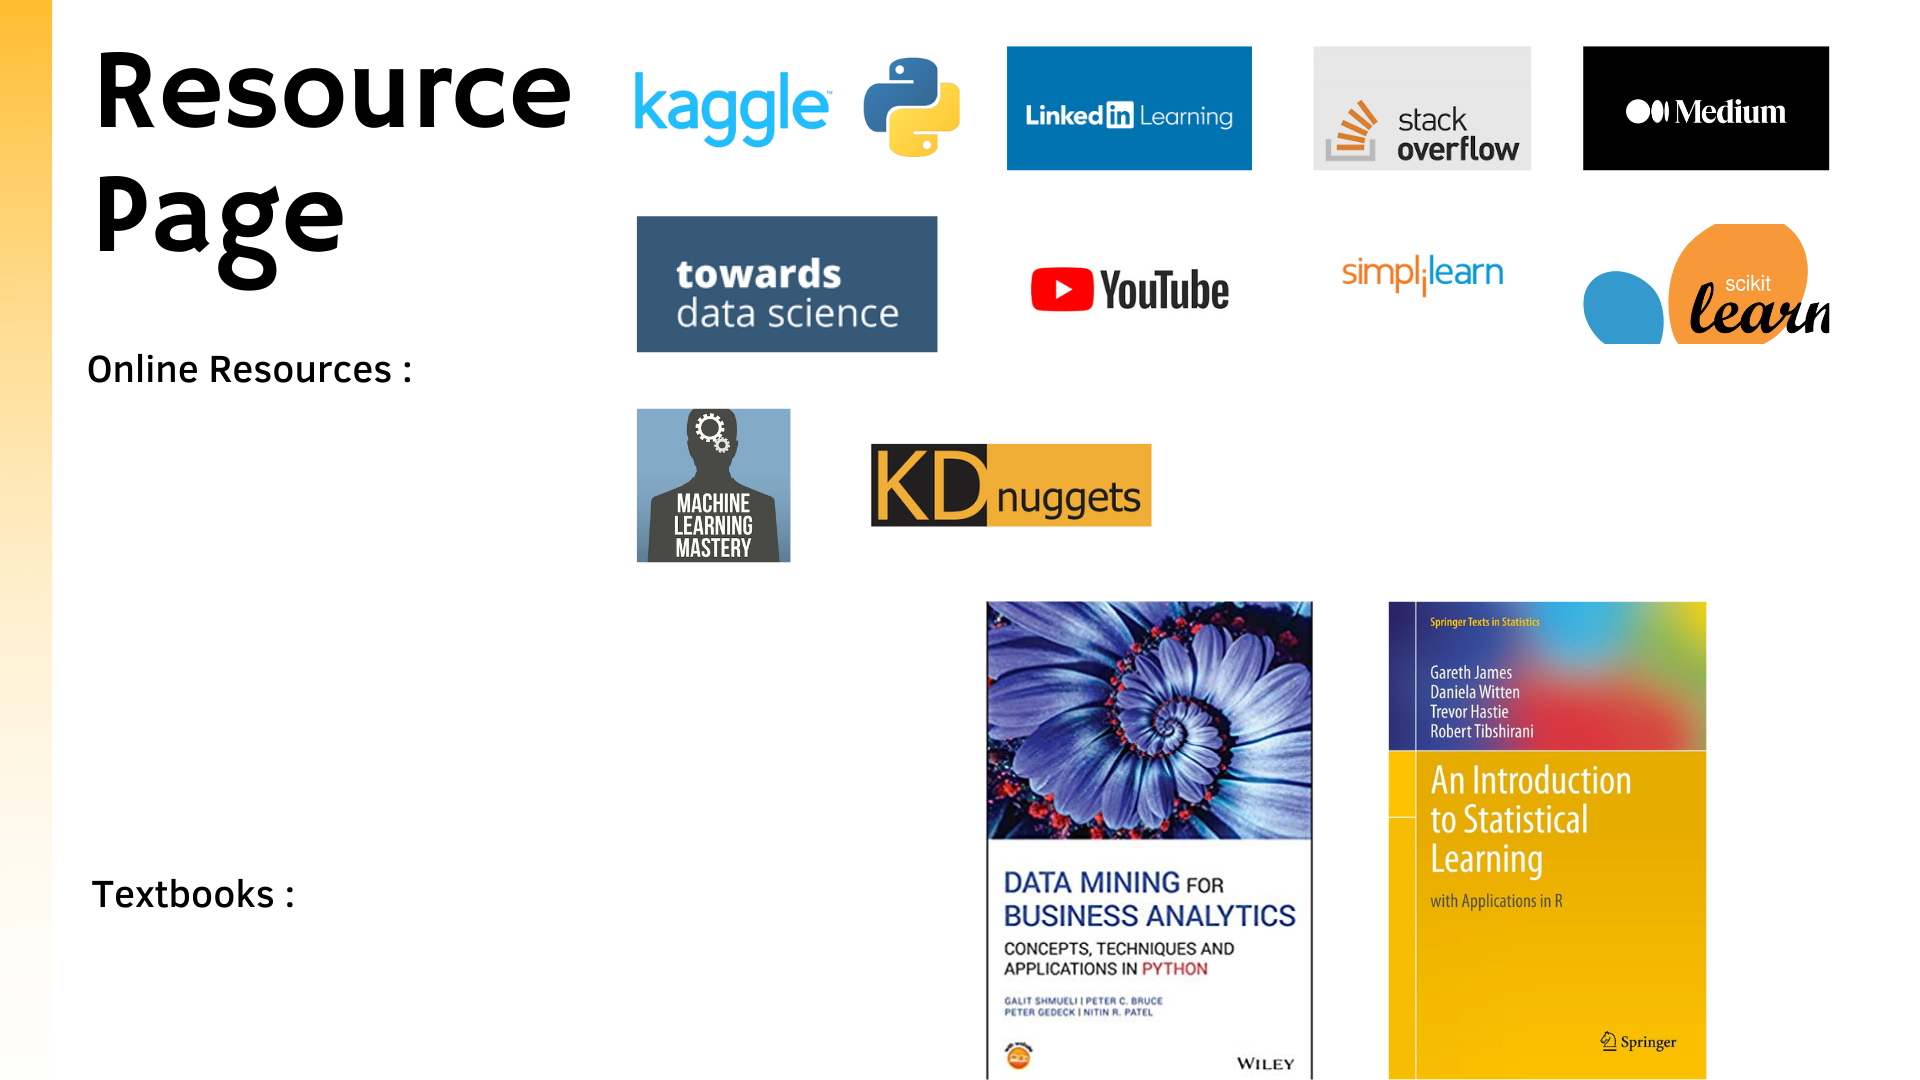 Resource
Page
kaggle™
LinkedIn Learning
stack
overflow
Medium
towards
data science
YouTube
simplilearn
scikit
learn
Online Resources :
MACHINE
LEARNING
MASTERY
KD nuggets
Textbooks :
DATA MINING FOR
BUSINESS ANALYTICS
CONCEPTS, TECHNIQUES AND
APPLICATIONS IN PYTHON
GALIT SHMUELI | PETER C. BRUCE
PETER GEDECK | NITIN R. PATEL
WILEY
Springer Texts in Statistics
Gareth James
Daniela Witten
Trevor Hastie
Robert Tibshirani
An Introduction
to Statistical
Learning
with Applications in R
Springer